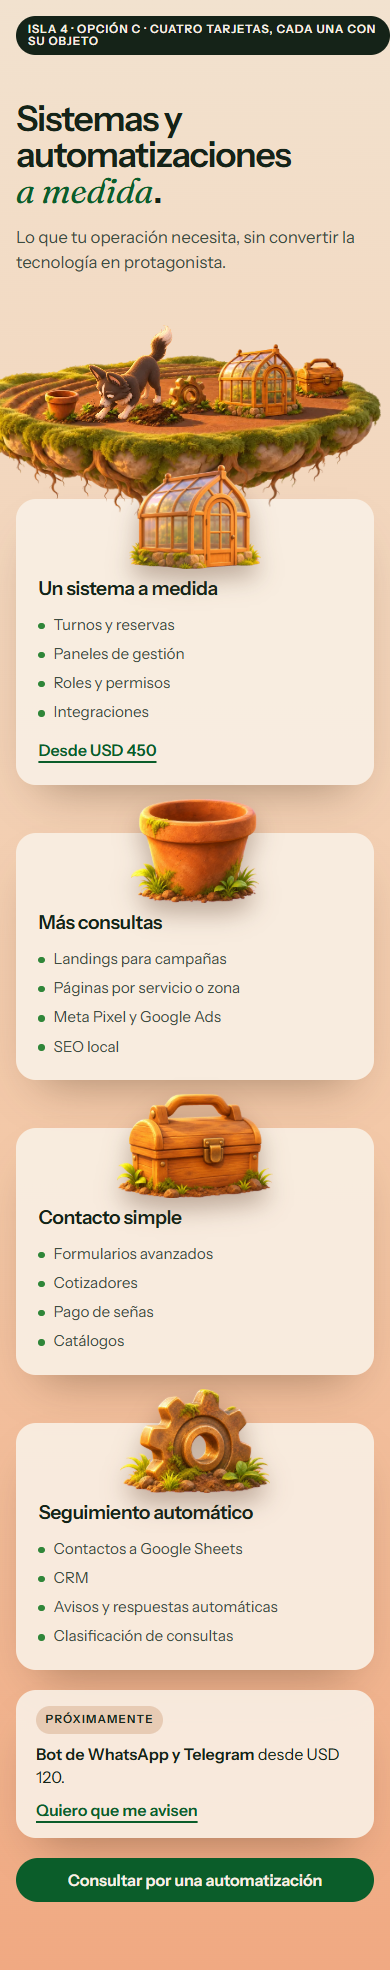 ISLA 4 · OPCIÓN C · CUATRO TARJETAS, CADA UNA CON
SU OBJETO
Sistemas y
automatizaciones
a medida.
Lo que tu operación necesita, sin convertir la
tecnología en protagonista.
Un sistema a medida
Turnos y reservas
Paneles de gestión
Roles y permisos
Integraciones
Desde USD 450
Más consultas
Landings para campañas
Páginas por servicio o zona
Meta Pixel y Google Ads
SEO local
Contacto simple
Formularios avanzados
Cotizadores
Pago de señas
Catálogos
Seguimiento automático
Contactos a Google Sheets
CRM
Avisos y respuestas automáticas
Clasificación de consultas
PRÓXIMAMENTE
Bot de WhatsApp y Telegram desde USD
120.
Quiero que me avisen
Consultar por una automatización